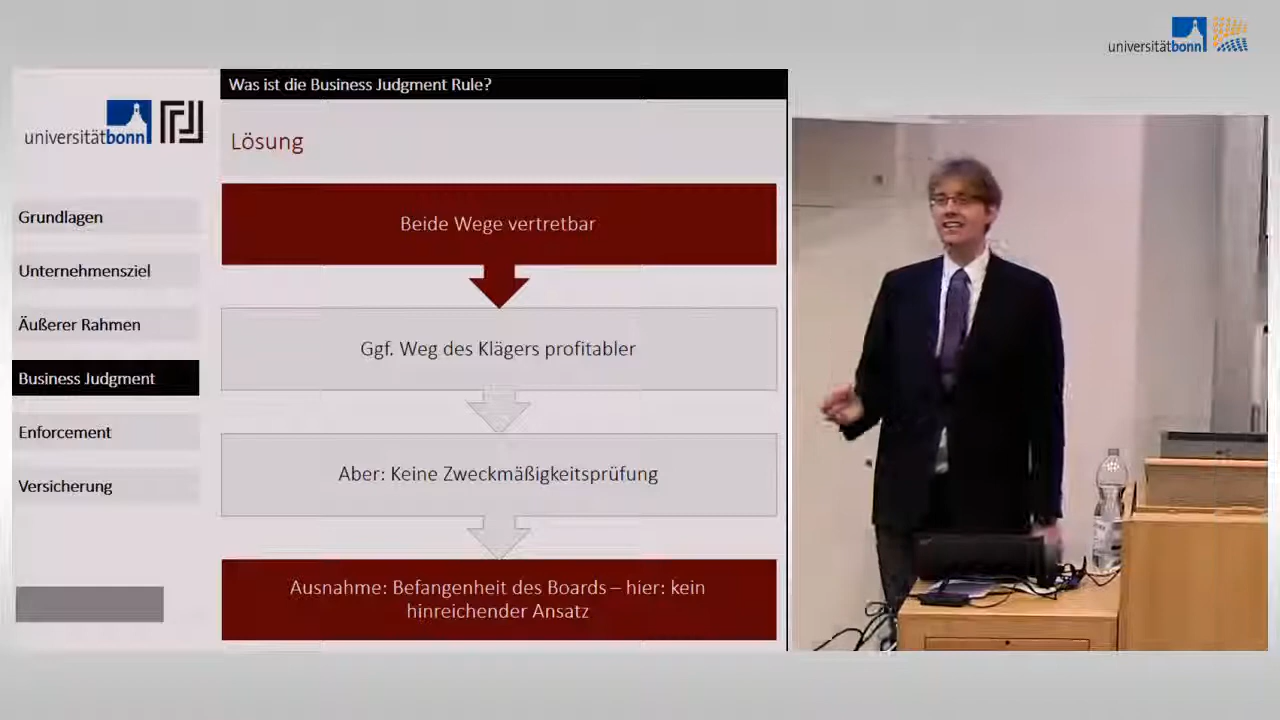 universitätbonn
Was ist die Business Judgment Rule?
universitätbonn
Lösung
Grundlagen
Unternehmensziel
Äußerer Rahmen
Business Judgment
Enforcement
Versicherung
Beide Wege vertretbar
Ggf. Weg des Klägers profitabler
Aber: Keine Zweckmäßigkeitsprüfung
Ausnahme: Befangenheit des Boards – hier: kein
hinreichender Ansatz